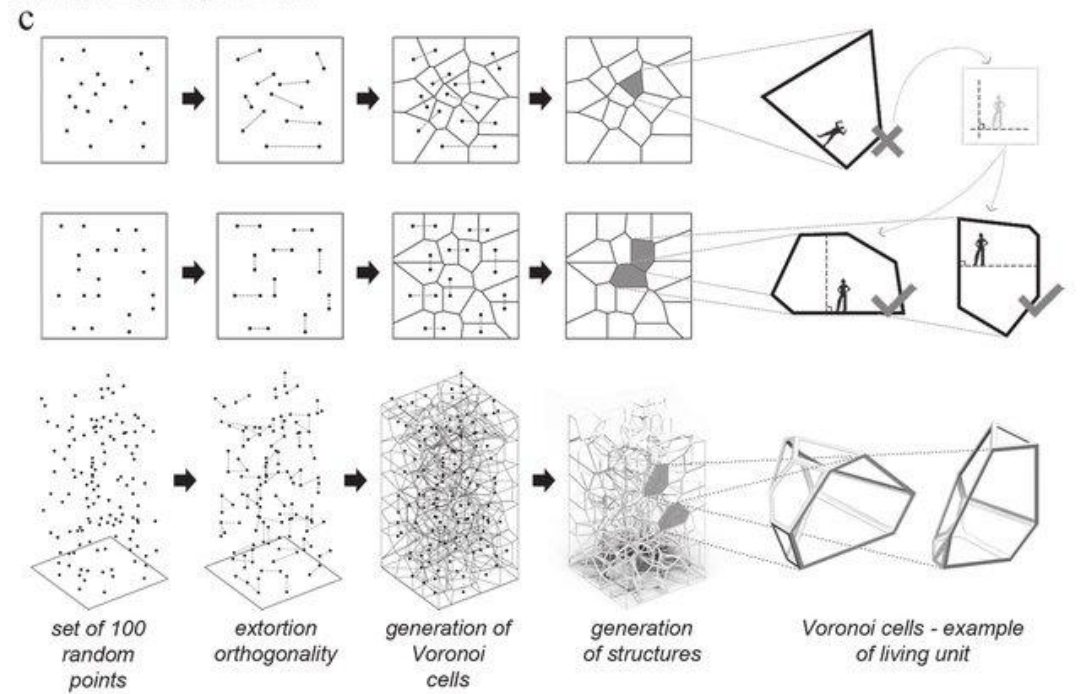 C
set of 100
random
points
extortion
orthogonality
generation of
Voronoi
cells
generation
of structures
Voronoi cells - example
of living unit